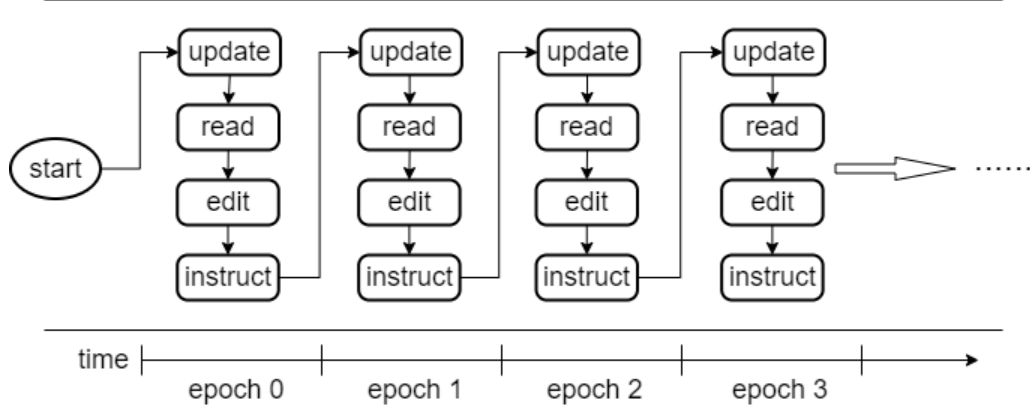 update update update update
read read read read
start
edit edit edit edit
instruct instruct instruct instruct
time
epoch 0 epoch 1 epoch 2 epoch 3